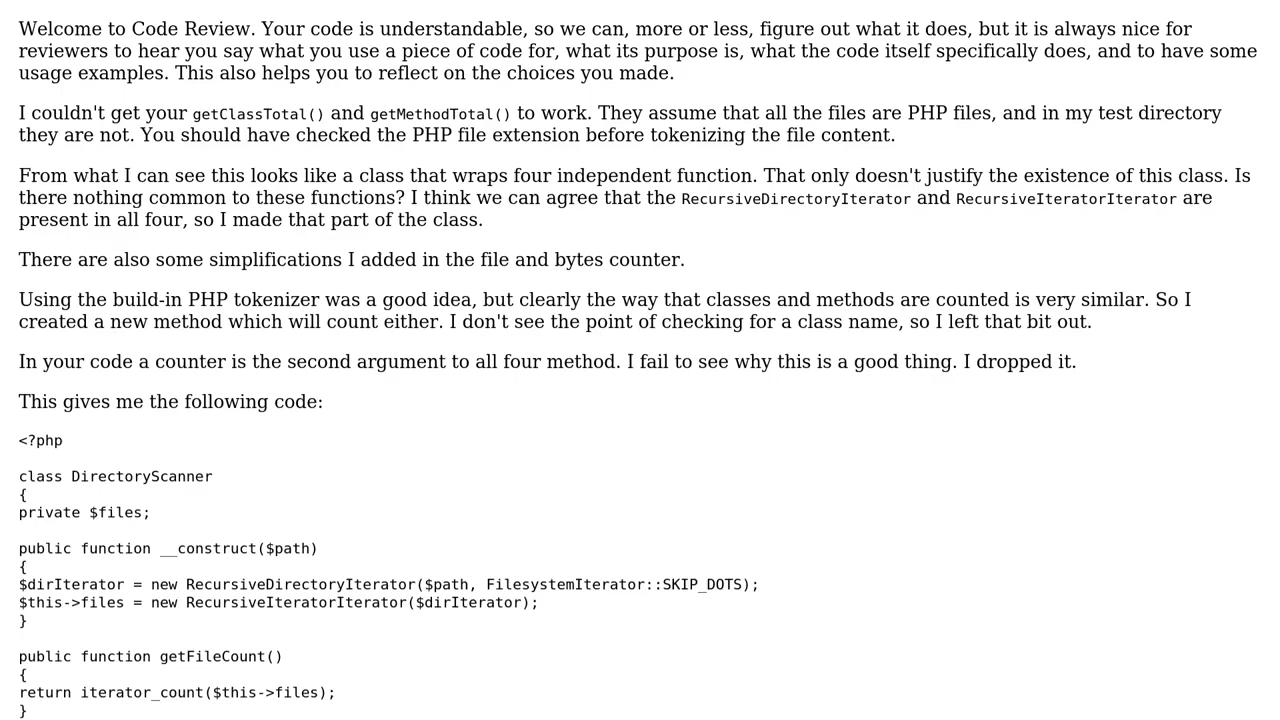 Welcome to Code Review. Your code is understandable, so we can, more or less, figure out what it does, but it is always nice for
reviewers to hear you say what you use a piece of code for, what its purpose is, what the code itself specifically does, and to have some
usage examples. This also helps you to reflect on the choices you made.
I couldn't get your getClassTotal() and getMethodTotal() to work. They assume that all the files are PHP files, and in my test directory
they are not. You should have checked the PHP file extension before tokenizing the file content.
From what I can see this looks like a class that wraps four independent function. That only doesn't justify the existence of this class. Is
there nothing common to these functions? I think we can agree that the RecursiveDirectoryIterator and RecursiveIteratorIterator are
present in all four, so I made that part of the class.
There are also some simplifications I added in the file and bytes counter.
Using the build-in PHP tokenizer was a good idea, but clearly the way that classes and methods are counted is very similar. So I
created a new method which will count either. I don't see the point of checking for a class name, so I left that bit out.
In your code a counter is the second argument to all four method. I fail to see why this is a good thing. I dropped it.
This gives me the following code:
<?php
class DirectoryScanner
{
private $files;
public function __construct($path)
{
$dirIterator = new RecursiveDirectoryIterator($path, FilesystemIterator::SKIP_DOTS);
$this->files = new RecursiveIteratorIterator($dirIterator);
}
public function getFileCount()
{
return iterator_count($this->files);
}